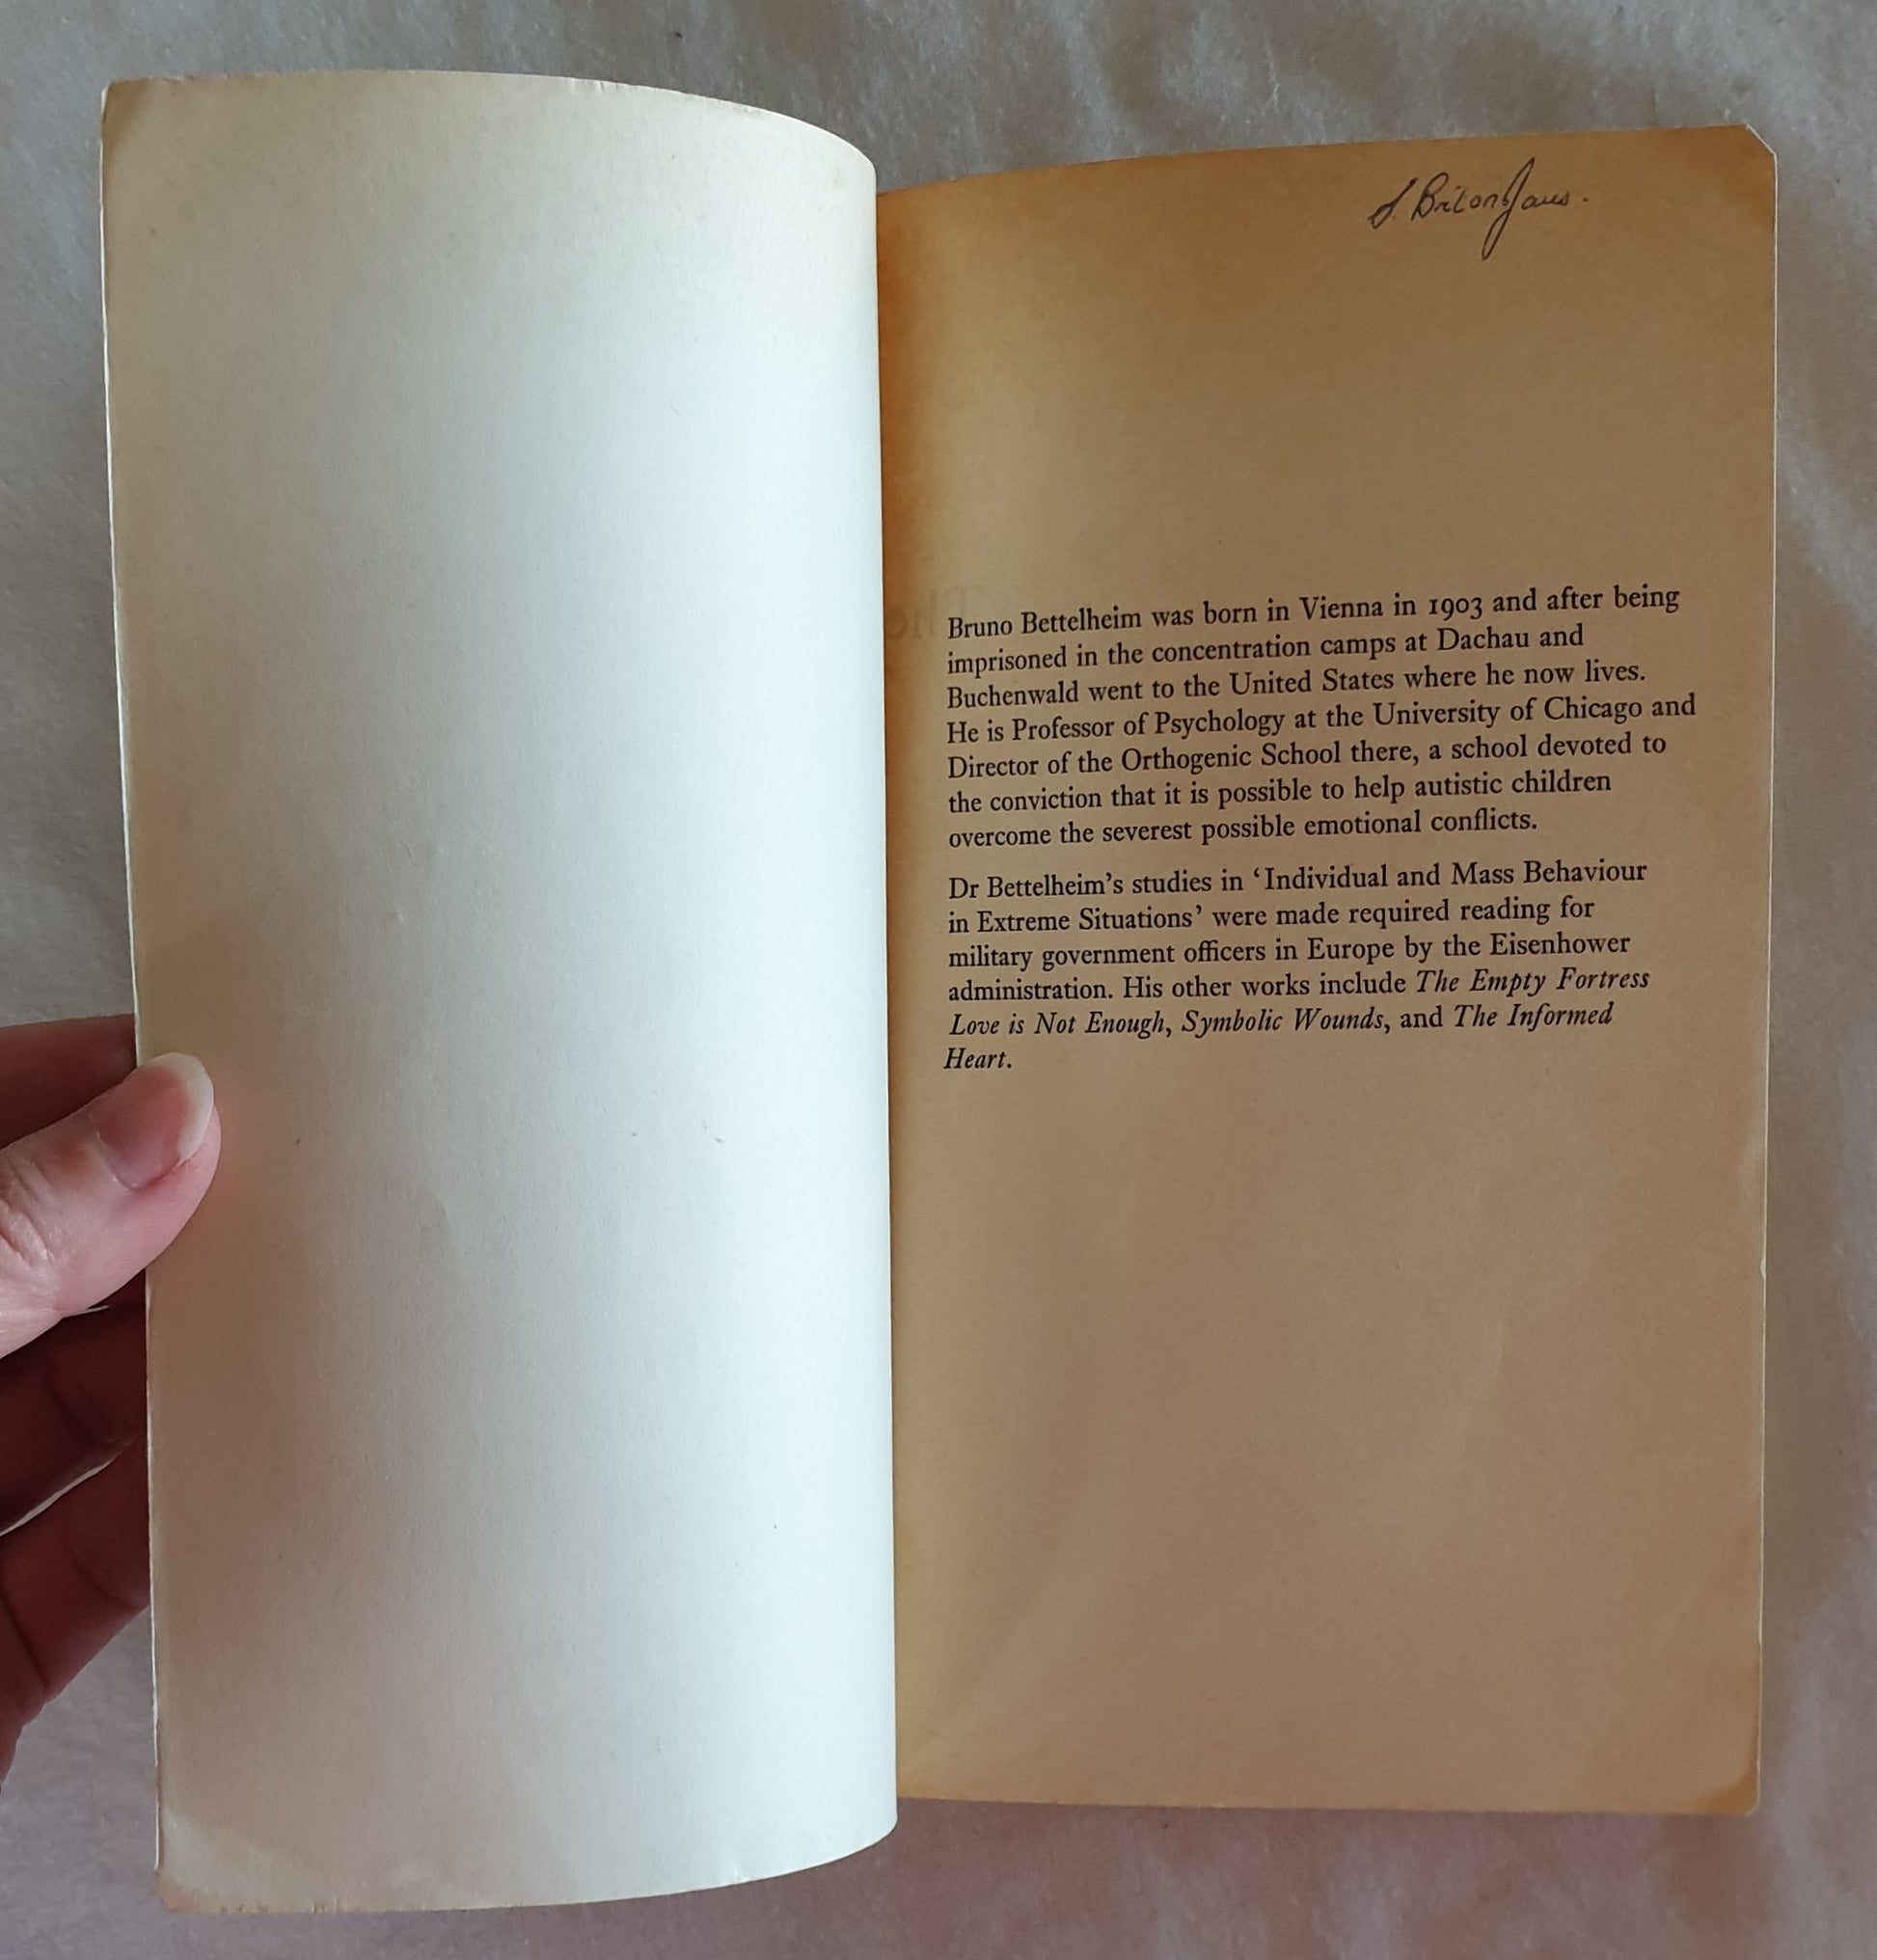 Bruno Bettelheim was born in Vienna in 1903 and after being
imprisoned in the concentration camps at Dachau and
Buchenwald went to the United States where he now lives.
He is Professor of Psychology at the University of Chicago and
Director of the Orthogenic School there, a school devoted to
the conviction that it is possible to help autistic children
overcome the severest possible emotional conflicts.
Dr Bettelheim's studies in ‘Individual and Mass Behaviour
in Extreme Situations’ were made required reading for
military government officers in Europe by the Eisenhower
administration. His other works include The Empty Fortress
Love is Not Enough, Symbolic Wounds, and The Informed
Heart.